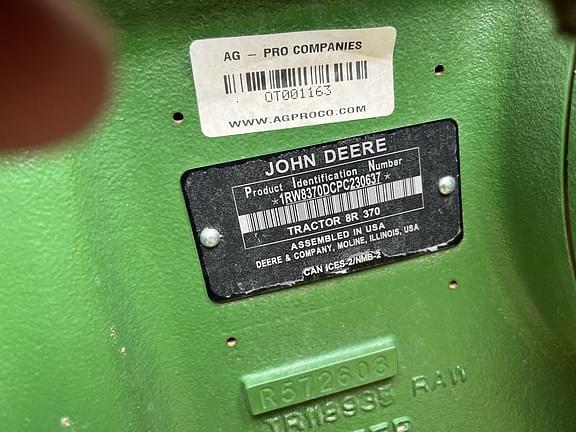 AG - PRO COMPANIES
OT001163
WWW.AGPROCO.COM
JOHN DEERE
Product Identification Number
*1RW8370DCPC230637*
TRACTOR 8R 370
ASSEMBLED IN USA
DEERE & COMPANY, MOLINE, ILLINOIS, USA
CAN ICES-2/NMB-2
R572608
RAW